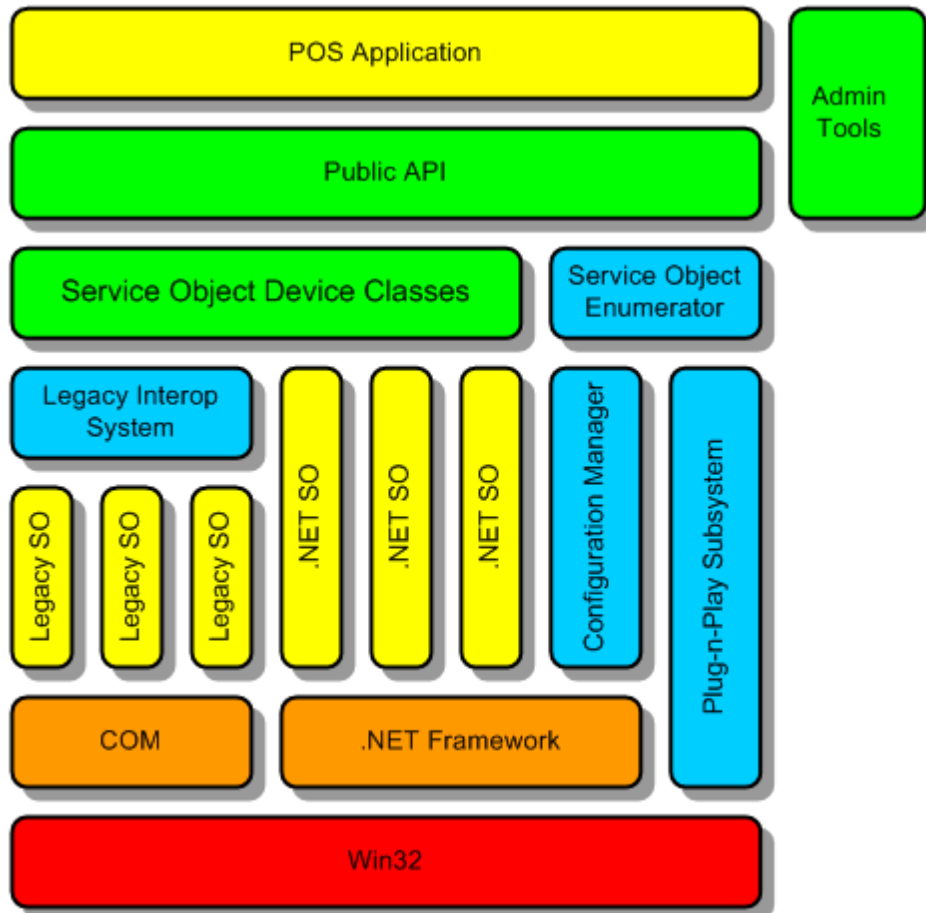 POS Application
Admin
Tools
Public API
Service Object Device Classes
Service Object
Enumerator
Legacy Interop
System
.NET SO
.NET SO
.NET SO
Configuration Manager
Plug-n-Play Subsystem
Legacy SO
Legacy SO
Legacy SO
COM
.NET Framework
Win32